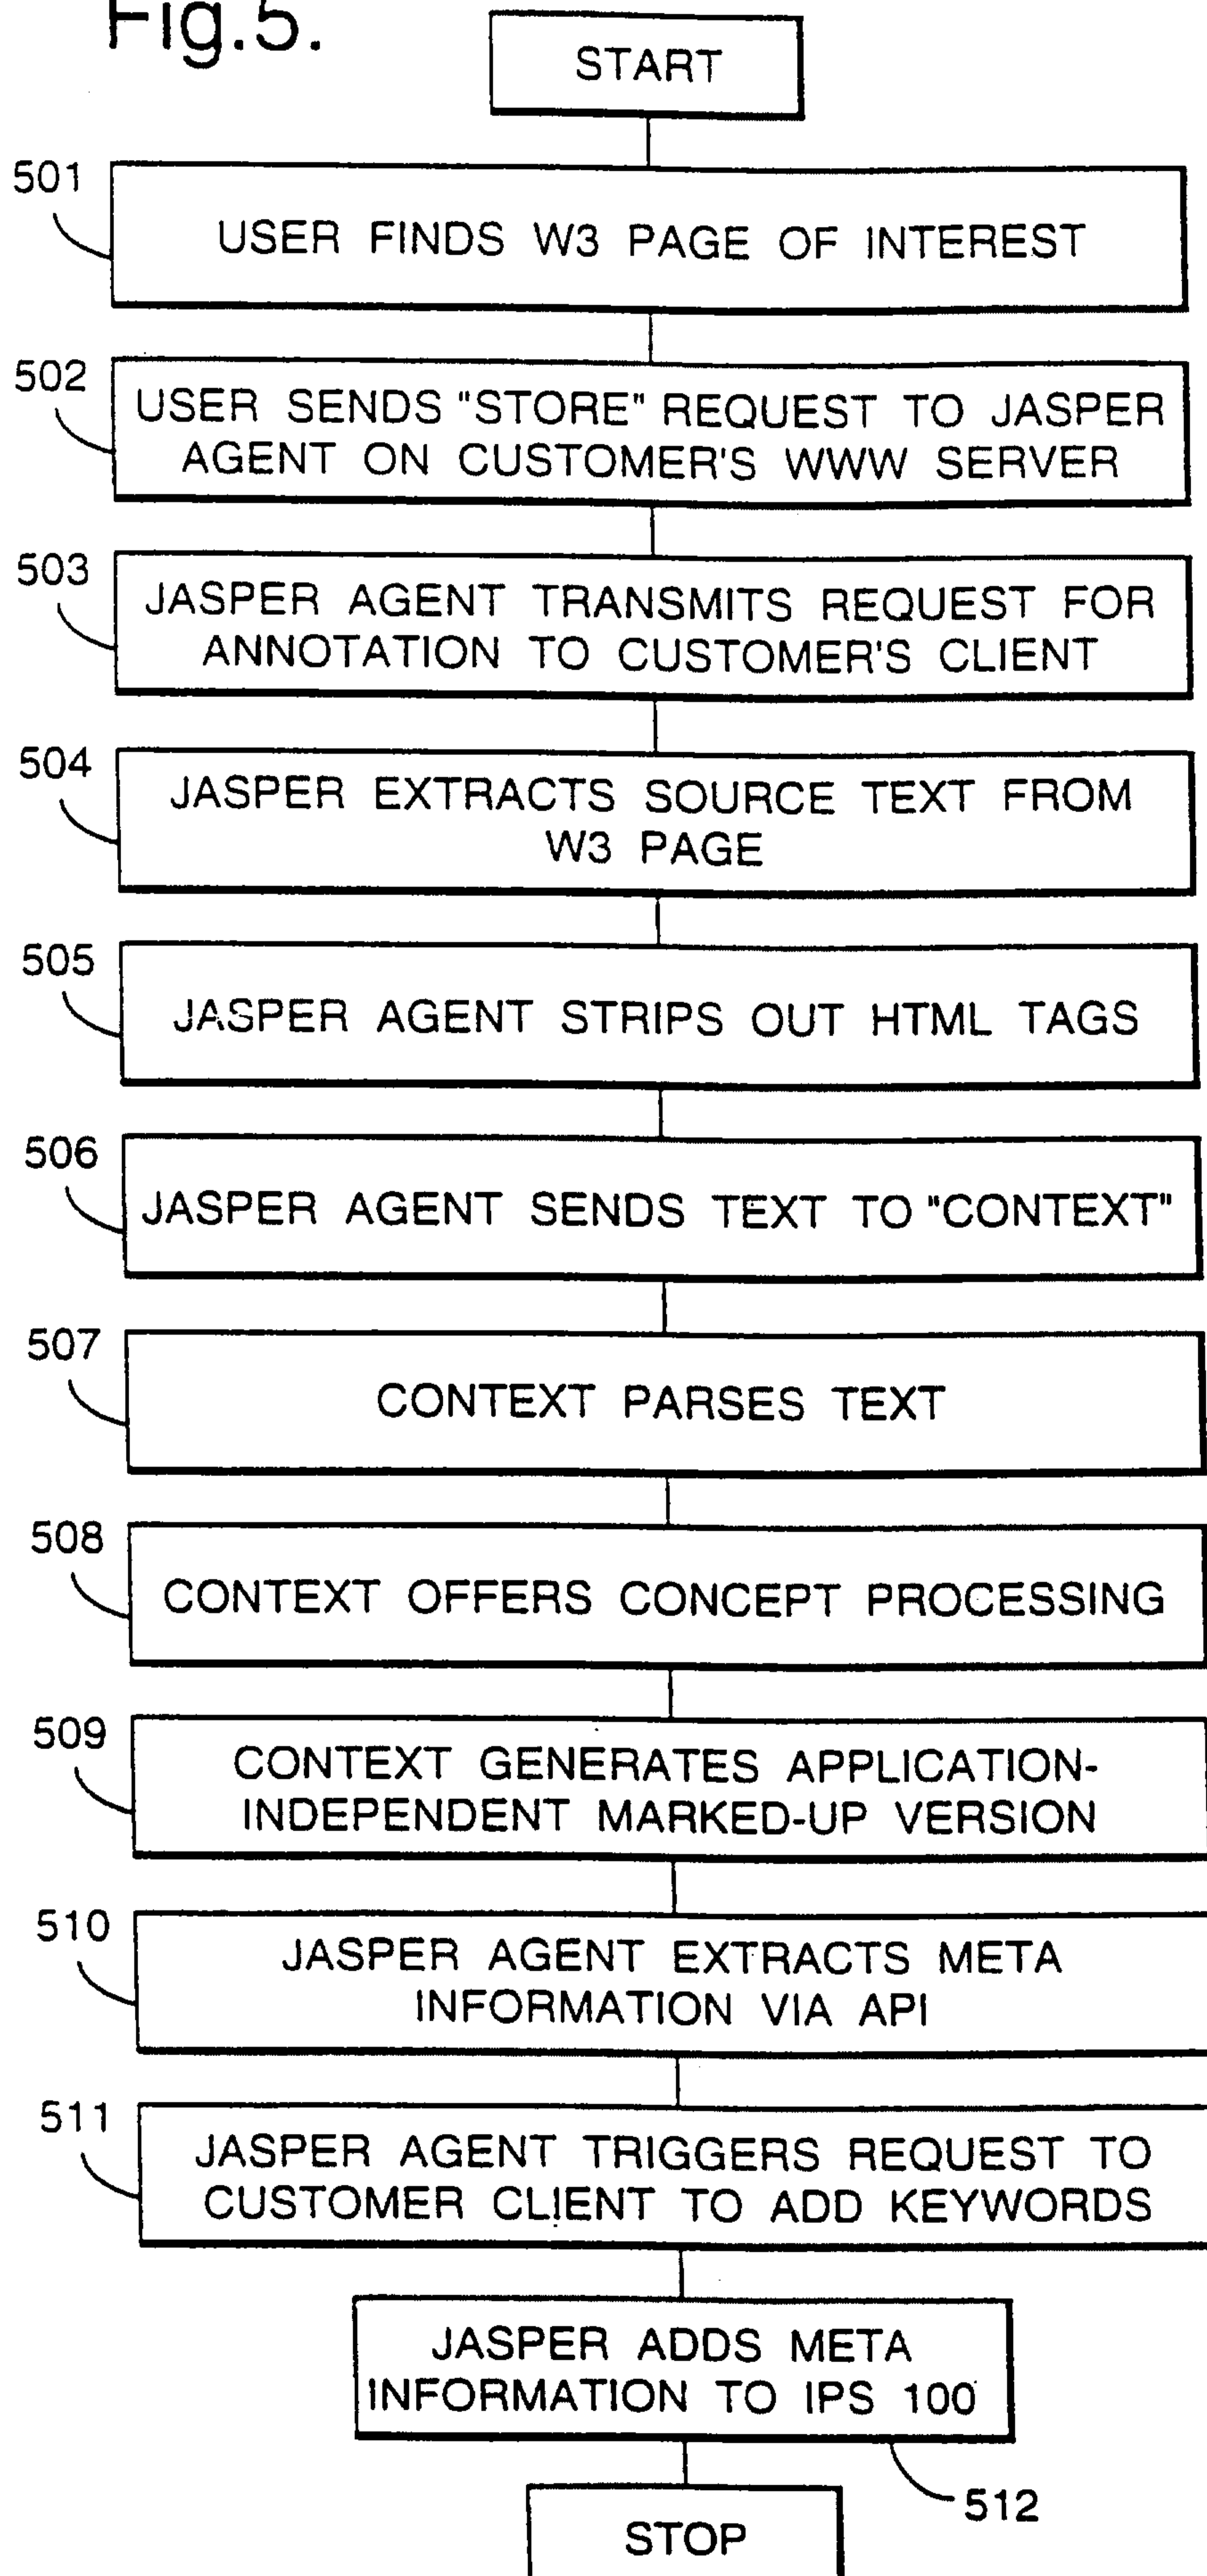 Fig.5.
START
501
USER FINDS W3 PAGE OF INTEREST
502
USER SENDS "STORE" REQUEST TO JASPER
AGENT ON CUSTOMER'S WWW SERVER
503
JASPER AGENT TRANSMITS REQUEST FOR
ANNOTATION TO CUSTOMER'S CLIENT
504
JASPER EXTRACTS SOURCE TEXT FROM
W3 PAGE
505
JASPER AGENT STRIPS OUT HTML TAGS
506
JASPER AGENT SENDS TEXT TO "CONTEXT"
507
CONTEXT PARSES TEXT
508
CONTEXT OFFERS CONCEPT PROCESSING
509
CONTEXT GENERATES APPLICATION-
INDEPENDENT MARKED-UP VERSION
510
JASPER AGENT EXTRACTS META
INFORMATION VIA API
511
JASPER AGENT TRIGGERS REQUEST TO
CUSTOMER CLIENT TO ADD KEYWORDS
JASPER ADDS META
INFORMATION TO IPS 100
512
STOP